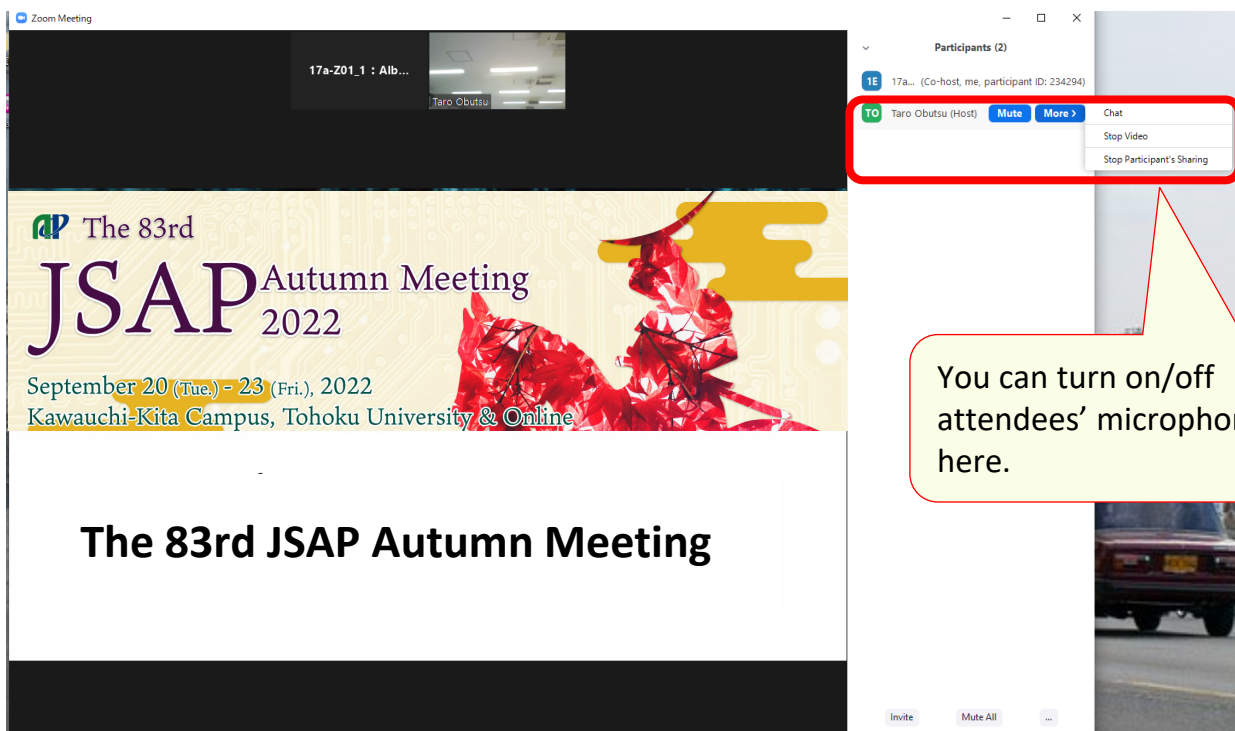 Zoom Meeting
17a-Z01_1 : Alb...
Taro Obutsu
Participants (2)
1E 17a... (Co-host, me, participant ID: 234294)
TO Taro Obutsu (Host) Mute More >
Chat
Stop Video
Stop Participant's Sharing
The 83rd
JSAP Autumn Meeting
2022
September 20 (Tue.) – 23 (Fri.), 2022
Kawauchi-Kita Campus, Tohoku University & Online
The 83rd JSAP Autumn Meeting
You can turn on/off
attendees’ microphon
here.
Invite Mute All ...